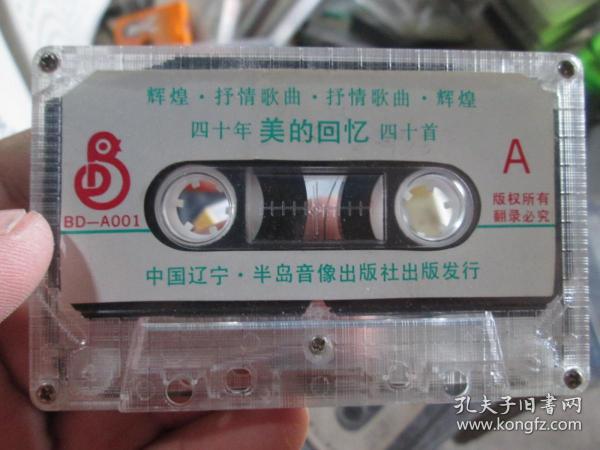 辉煌·抒情歌曲·抒情歌曲·辉煌
四十年 美的回忆 四十首
BD—A001
A
版权所有
翻录必究
中国辽宁·半岛音像出版社出版发行
孔夫子旧书网
www.kongfz.com